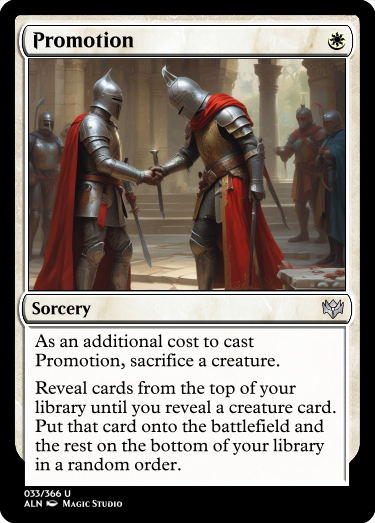 Promotion
Sorcery
As an additional cost to cast
Promotion, sacrifice a creature.
Reveal cards from the top of your
library until you reveal a creature card.
Put that card onto the battlefield and
the rest on the bottom of your library
in a random order.
033/366 U
ALN Magic Studio